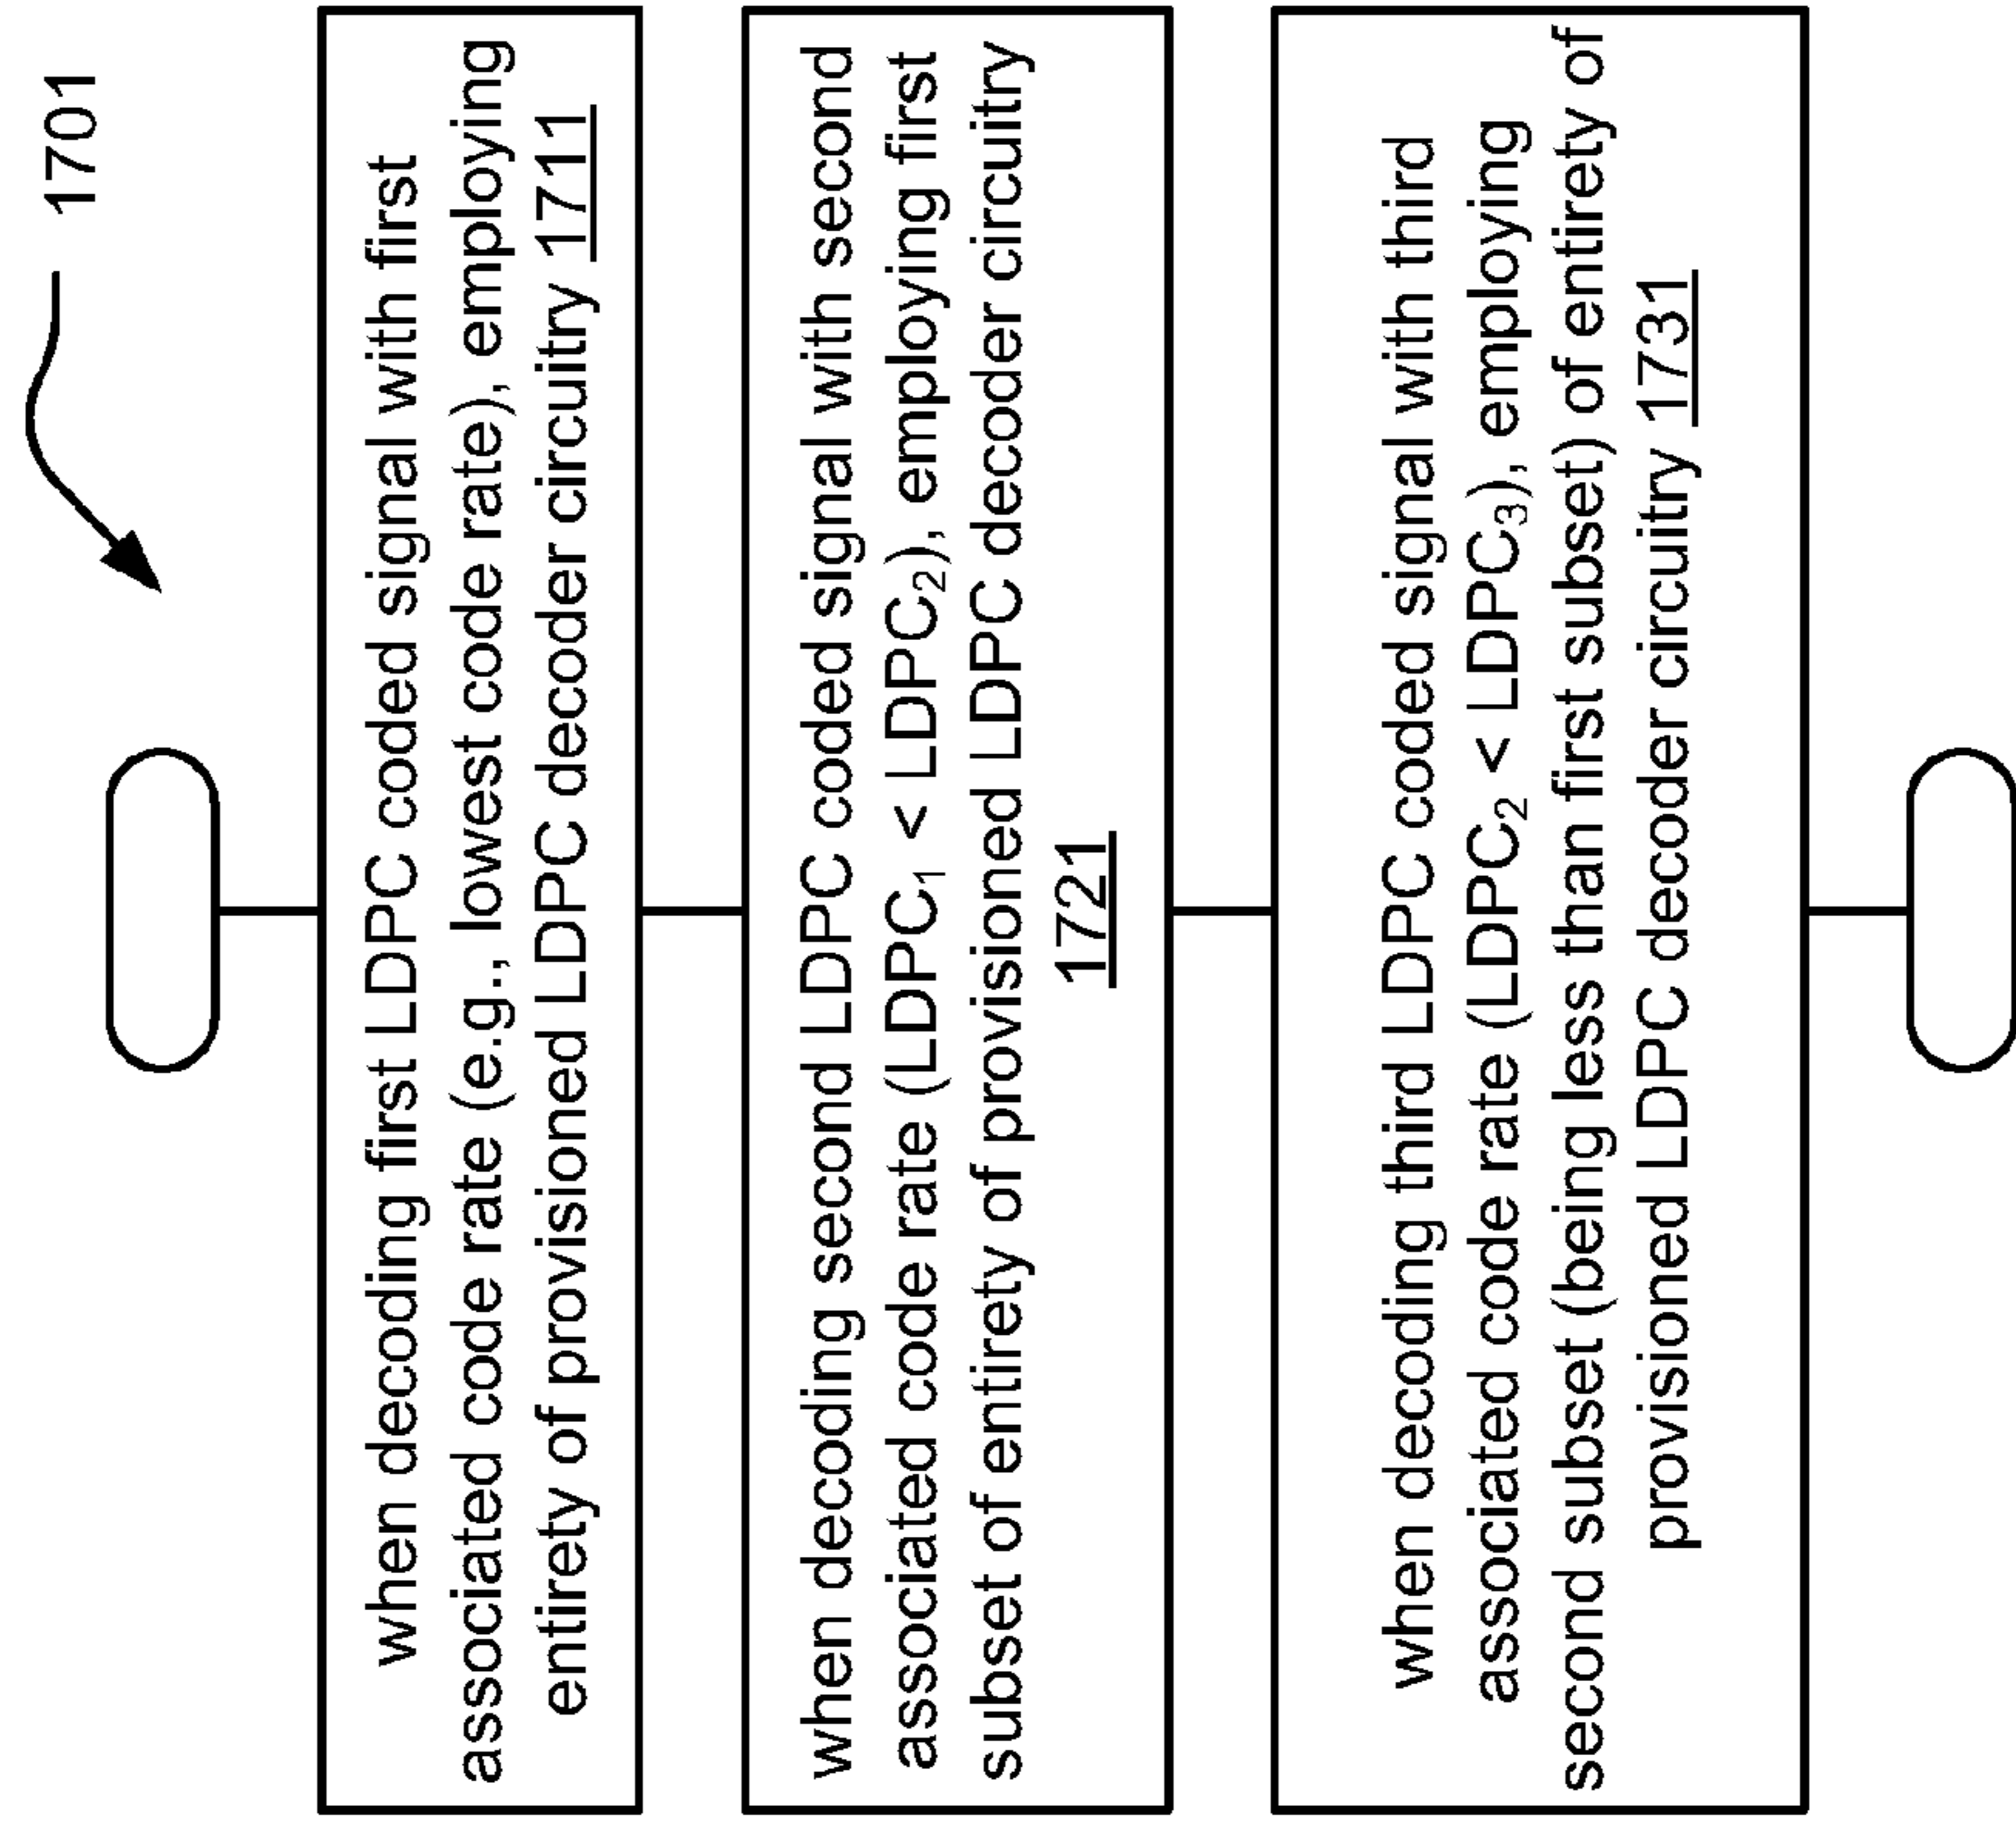 1701
when decoding first LDPC coded signal with first
associated code rate (e.g., lowest code rate), employing
entirety of provisioned LDPC decoder circuitry 1711
when decoding second LDPC coded signal with second
associated code rate (LDPC₁ < LDPC₂), employing first
subset of entirety of provisioned LDPC decoder circuitry
1721
when decoding third LDPC coded signal with third
associated code rate (LDPC₂ < LDPC₃), employing
second subset (being less than first subset) of entirety of
provisioned LDPC decoder circuitry 1731